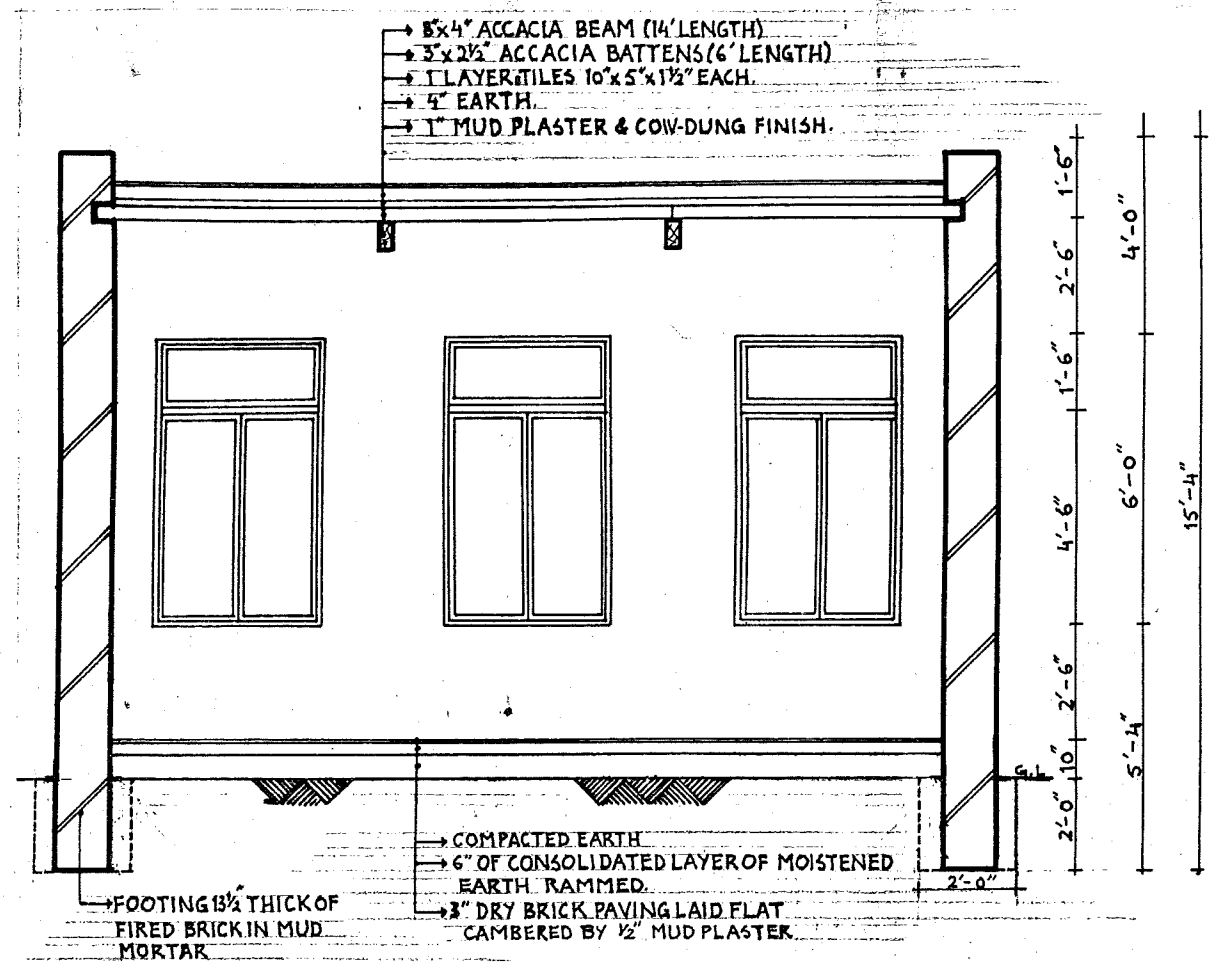 8"x4" ACCACIA BEAM (14' LENGTH)
3"x2½" ACCACIA BATTENS (6' LENGTH)
1 LAYER TILES 10"x5"x1½" EACH.
4" EARTH.
1" MUD PLASTER & COW-DUNG FINISH.
1'-6"
2'-6"
1'-6"
4'-6"
2'-6"
10"
2'-0"
4'-0"
6'-0"
5'-4"
15'-4"
G.L
2'-0"
COMPACTED EARTH
6" OF CONSOLIDATED LAYER OF MOISTENED
EARTH RAMMED.
3" DRY BRICK PAVING LAID FLAT
CAMBERED BY ½" MUD PLASTER
FOOTING 13½" THICK OF
FIRED BRICK IN MUD
MORTAR